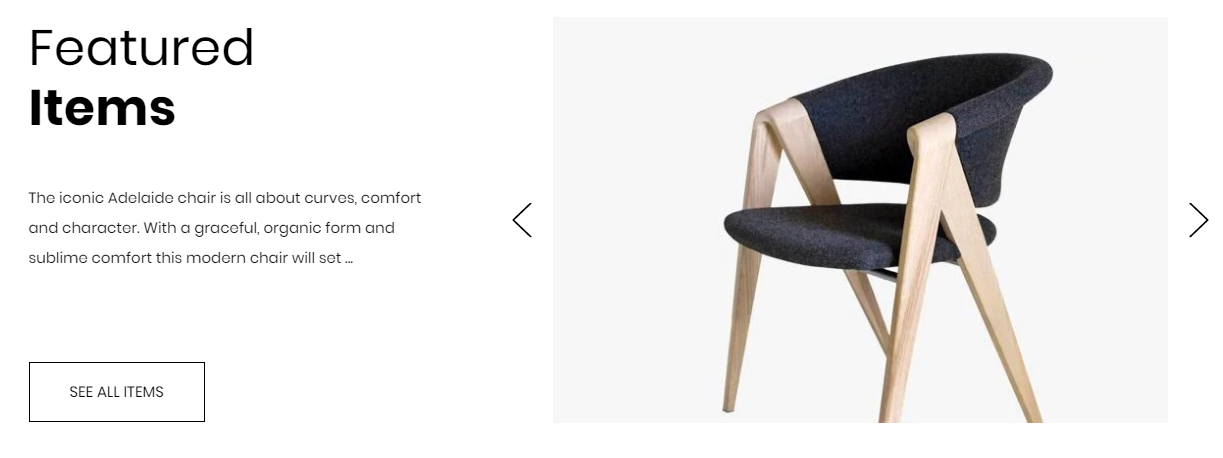 Featured
Items
The iconic Adelaide chair is all about curves, comfort
and character. With a graceful, organic form and
sublime comfort this modern chair will set ...
SEE ALL ITEMS